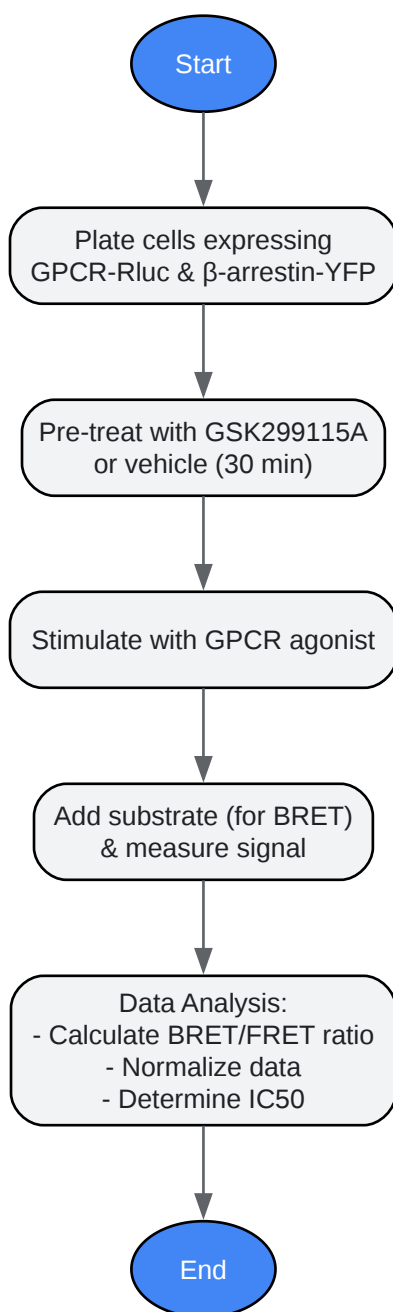 Start
Plate cells expressing
GPCR-Rluc & β-arrestin-YFP
Pre-treat with GSK299115A
or vehicle (30 min)
Stimulate with GPCR agonist
Add substrate (for BRET)
& measure signal
Data Analysis:
- Calculate BRET/FRET ratio
- Normalize data
- Determine IC50
End